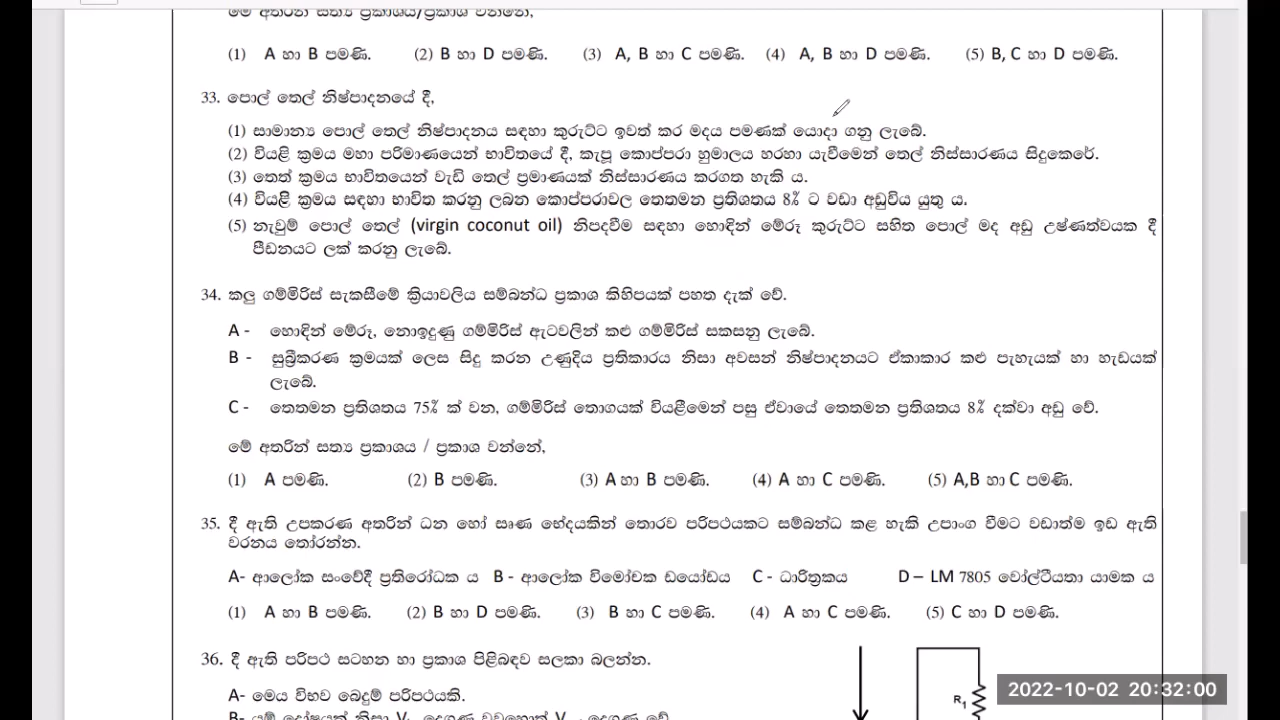 මේ අතරින් සත්‍ය ප්‍රකාශය/ප්‍රකාශ වන්නේ,
(1) A හා B පමණි. (2) B හා D පමණි. (3) A, B හා C පමණි. (4) A, B හා D පමණි. (5) B, C හා D පමණි.
33. පොල් තෙල් නිෂ්පාදනයේ දී,
(1) සාමාන්‍ය පොල් තෙල් නිෂ්පාදනය සඳහා කුරුට්ට ඉවත් කර මදය පමණක් යොදා ගනු ලැබේ.
(2) වියළි ක්‍රමය මහා පරිමාණයෙන් භාවිතයේ දී, කැපූ කොප්පරා හුමාලය හරහා යැවීමෙන් තෙල් නිස්සාරණය සිදුකෙරේ.
(3) තෙත් ක්‍රමය භාවිතයෙන් වැඩි තෙල් ප්‍රමාණයක් නිස්සාරණය කරගත හැකි ය.
(4) වියළි ක්‍රමය සඳහා භාවිත කරනු ලබන කොප්පරාවල තෙතමන ප්‍රතිශතය 8% ට වඩා අඩුවිය යුතු ය.
(5) නැවුම් පොල් තෙල් (virgin coconut oil) නිපදවීම සඳහා හොඳින් මේරූ කුරුට්ට සහිත පොල් මද අඩු උෂ්ණත්වයක දී
පීඩනයට ලක් කරනු ලැබේ.
34. කලු ගම්මිරිස් සැකසීමේ ක්‍රියාවලිය සම්බන්ධ ප්‍රකාශ කිහිපයක් පහත දැක් වේ.
A - හොඳින් මේරූ, නොඉදුණු ගම්මිරිස් ඇටවලින් කළු ගම්මිරිස් සකසනු ලැබේ.
B - සුබ්‍රීකරණ ක්‍රමයක් ලෙස සිදු කරන උණුදිය ප්‍රතිකාරය නිසා අවසන් නිෂ්පාදනයට ඒකාකාර කළු පැහැයක් හා හැඩයක්
ලැබේ.
C - තෙතමන ප්‍රතිශතය 75% ක් වන, ගම්මිරිස් තොගයක් වියළීමෙන් පසු ඒවායේ තෙතමන ප්‍රතිශතය 8% දක්වා අඩු වේ.
මේ අතරින් සත්‍ය ප්‍රකාශය / ප්‍රකාශ වන්නේ,
(1) A පමණි. (2) B පමණි. (3) A හා B පමණි. (4) A හා C පමණි. (5) A,B හා C පමණි.
35. දී ඇති උපකරණ අතරින් ධන හෝ සෘණ භේදයකින් තොරව පරිපථයකට සම්බන්ධ කළ හැකි උපාංග වීමට වඩාත්ම ඉඩ ඇති
වරනය තෝරන්න.
A- ආලෝක සංවේදී ප්‍රතිරෝධක ය B - ආලෝක විමෝචක ඩයෝඩය C - ධාරිත්‍රකය D – LM 7805 වෝල්ටීයතා යාමක ය
(1) A හා B පමණි. (2) B හා D පමණි. (3) B හා C පමණි. (4) A හා C පමණි. (5) C හා D පමණි.
36. දී ඇති පරිපථ සටහන හා ප්‍රකාශ පිළිබඳව සලකා බලන්න.
A- මෙය විභව බෙදුම් පරිපථයකි.
R1
2022-10-02 20:32:00